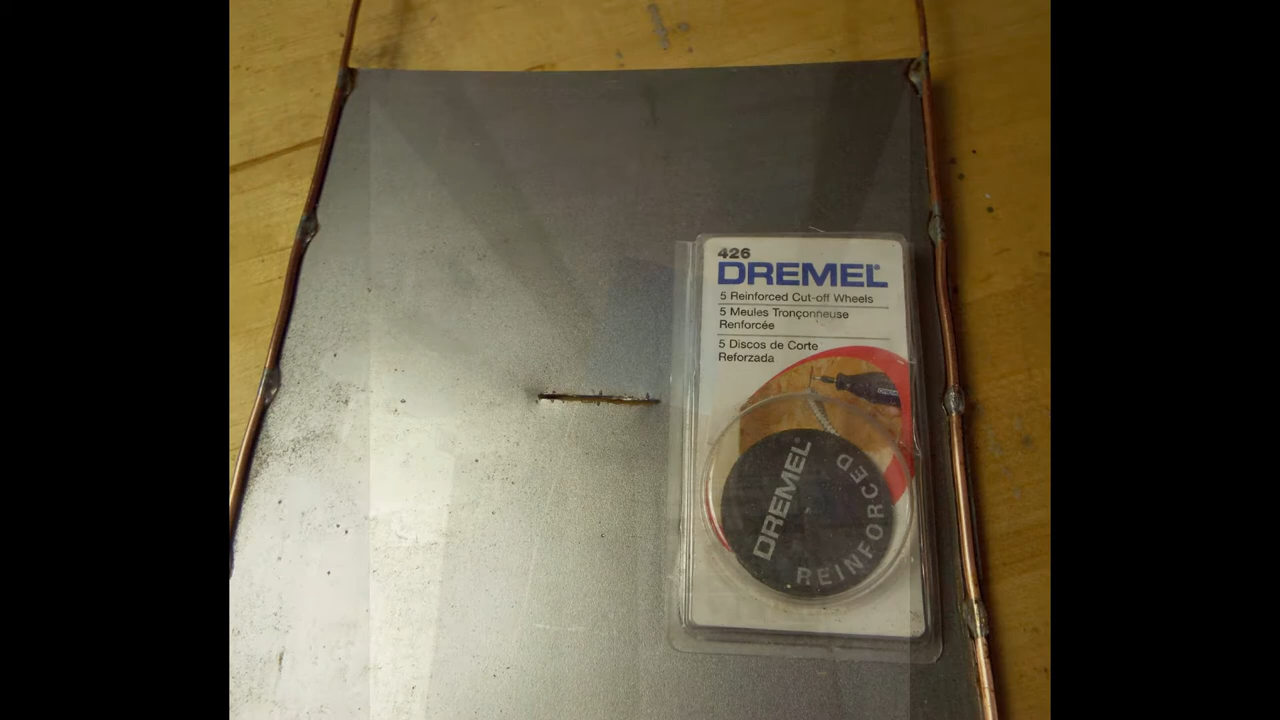 426
DREMEL®
5 Reinforced Cut-off Wheels
5 Meules Tronçonneuse
Renforcée
5 Discos de Corte
Reforzada
DREMEL®
REINFORCED